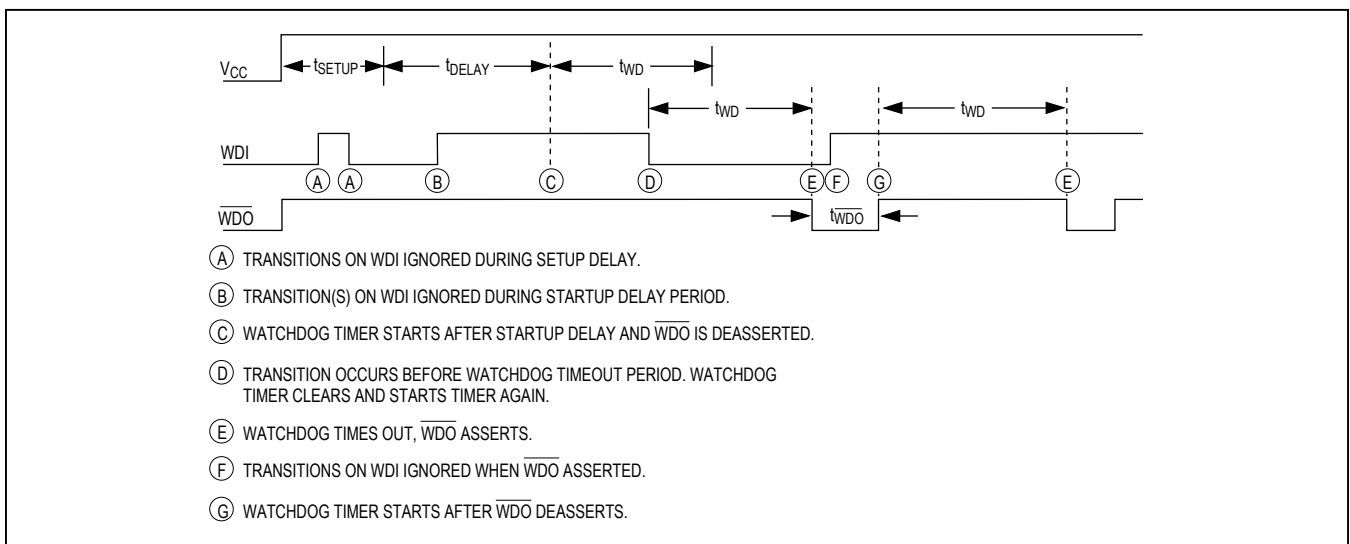 VCC
tSETUP
tDELAY
tWD
tWD
tWD
WDI
A A B C D E F G E
WDO
tWDO
A TRANSITIONS ON WDI IGNORED DURING SETUP DELAY.
B TRANSITION(S) ON WDI IGNORED DURING STARTUP DELAY PERIOD.
C WATCHDOG TIMER STARTS AFTER STARTUP DELAY AND WDO IS DEASSERTED.
D TRANSITION OCCURS BEFORE WATCHDOG TIMEOUT PERIOD. WATCHDOG
TIMER CLEARS AND STARTS TIMER AGAIN.
E WATCHDOG TIMES OUT, WDO ASSERTS.
F TRANSITIONS ON WDI IGNORED WHEN WDO ASSERTED.
G WATCHDOG TIMER STARTS AFTER WDO DEASSERTS.